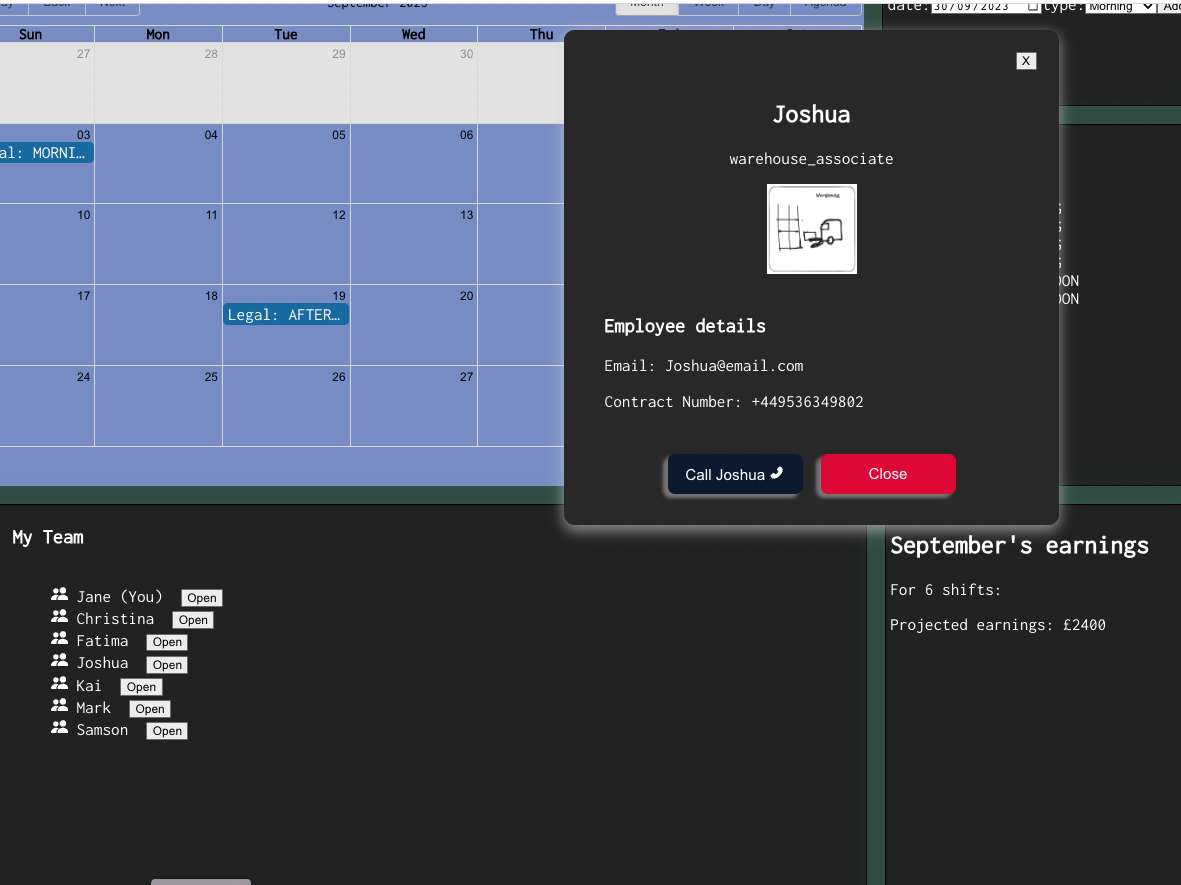 Back Next
September 2023
Month Week Day Agenda
date: 30/09/2023 type: Morning
Sun Mon Tue Wed Thu
27 28 29 30
03 04 05 06
al: MORNI…
10 11 12 13
17 18 19 20
Legal: AFTER…
24 25 26 27
X
Joshua
warehouse_associate
Warehouse
Employee details
Email: Joshua@email.com
Contract Number: +449536349802
Call Joshua
Close
OON
OON
My Team
Jane (You) Open
Christina Open
Fatima Open
Joshua Open
Kai Open
Mark Open
Samson Open
September's earnings
For 6 shifts:
Projected earnings: £2400